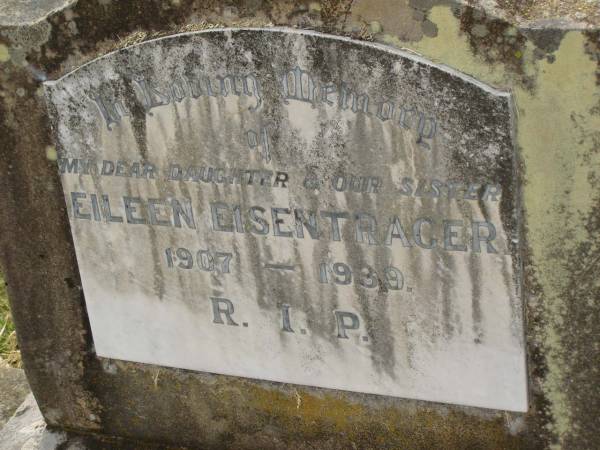 In Loving Memory
of
MY DEAR DAUGHTER & OUR SISTER
EILEEN EISENTRAGER
1907 — 1939.
R. I. P.